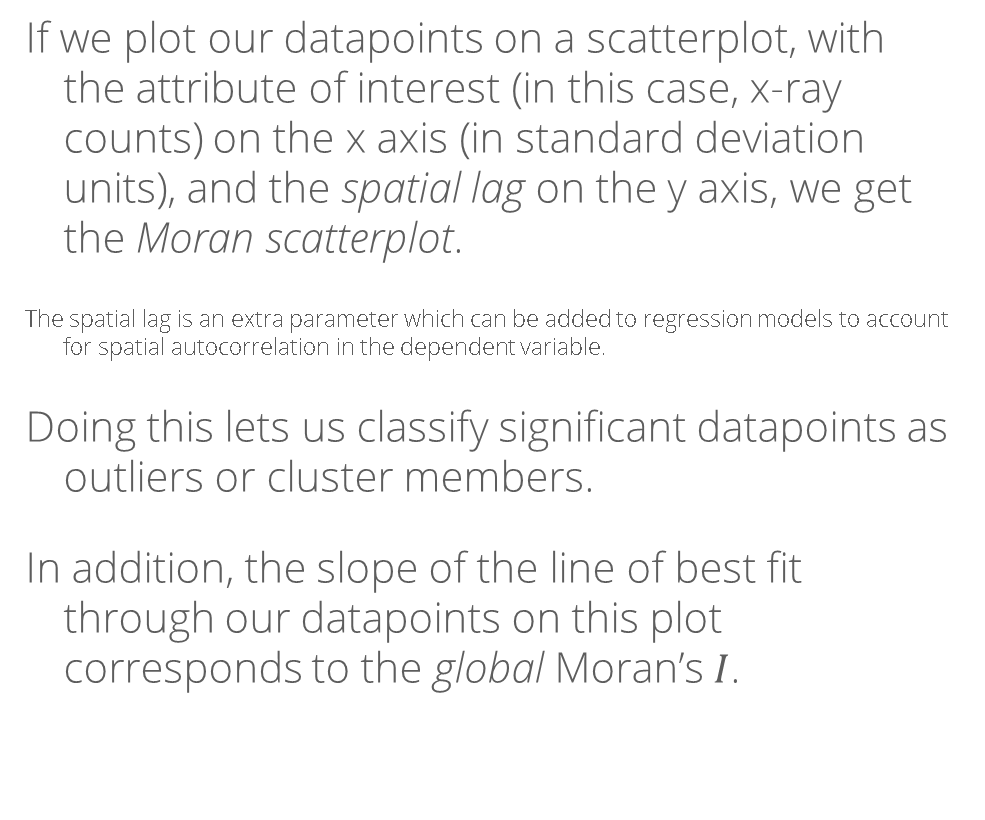 If we plot our datapoints on a scatterplot, with
the attribute of interest (in this case, x-ray
counts) on the x axis (in standard deviation
units), and the spatial lag on the y axis, we get
the Moran scatterplot.
The spatial lag is an extra parameter which can be added to regression models to account
for spatial autocorrelation in the dependent variable.
Doing this lets us classify significant datapoints as
outliers or cluster members.
In addition, the slope of the line of best fit
through our datapoints on this plot
corresponds to the global Moran’s I.